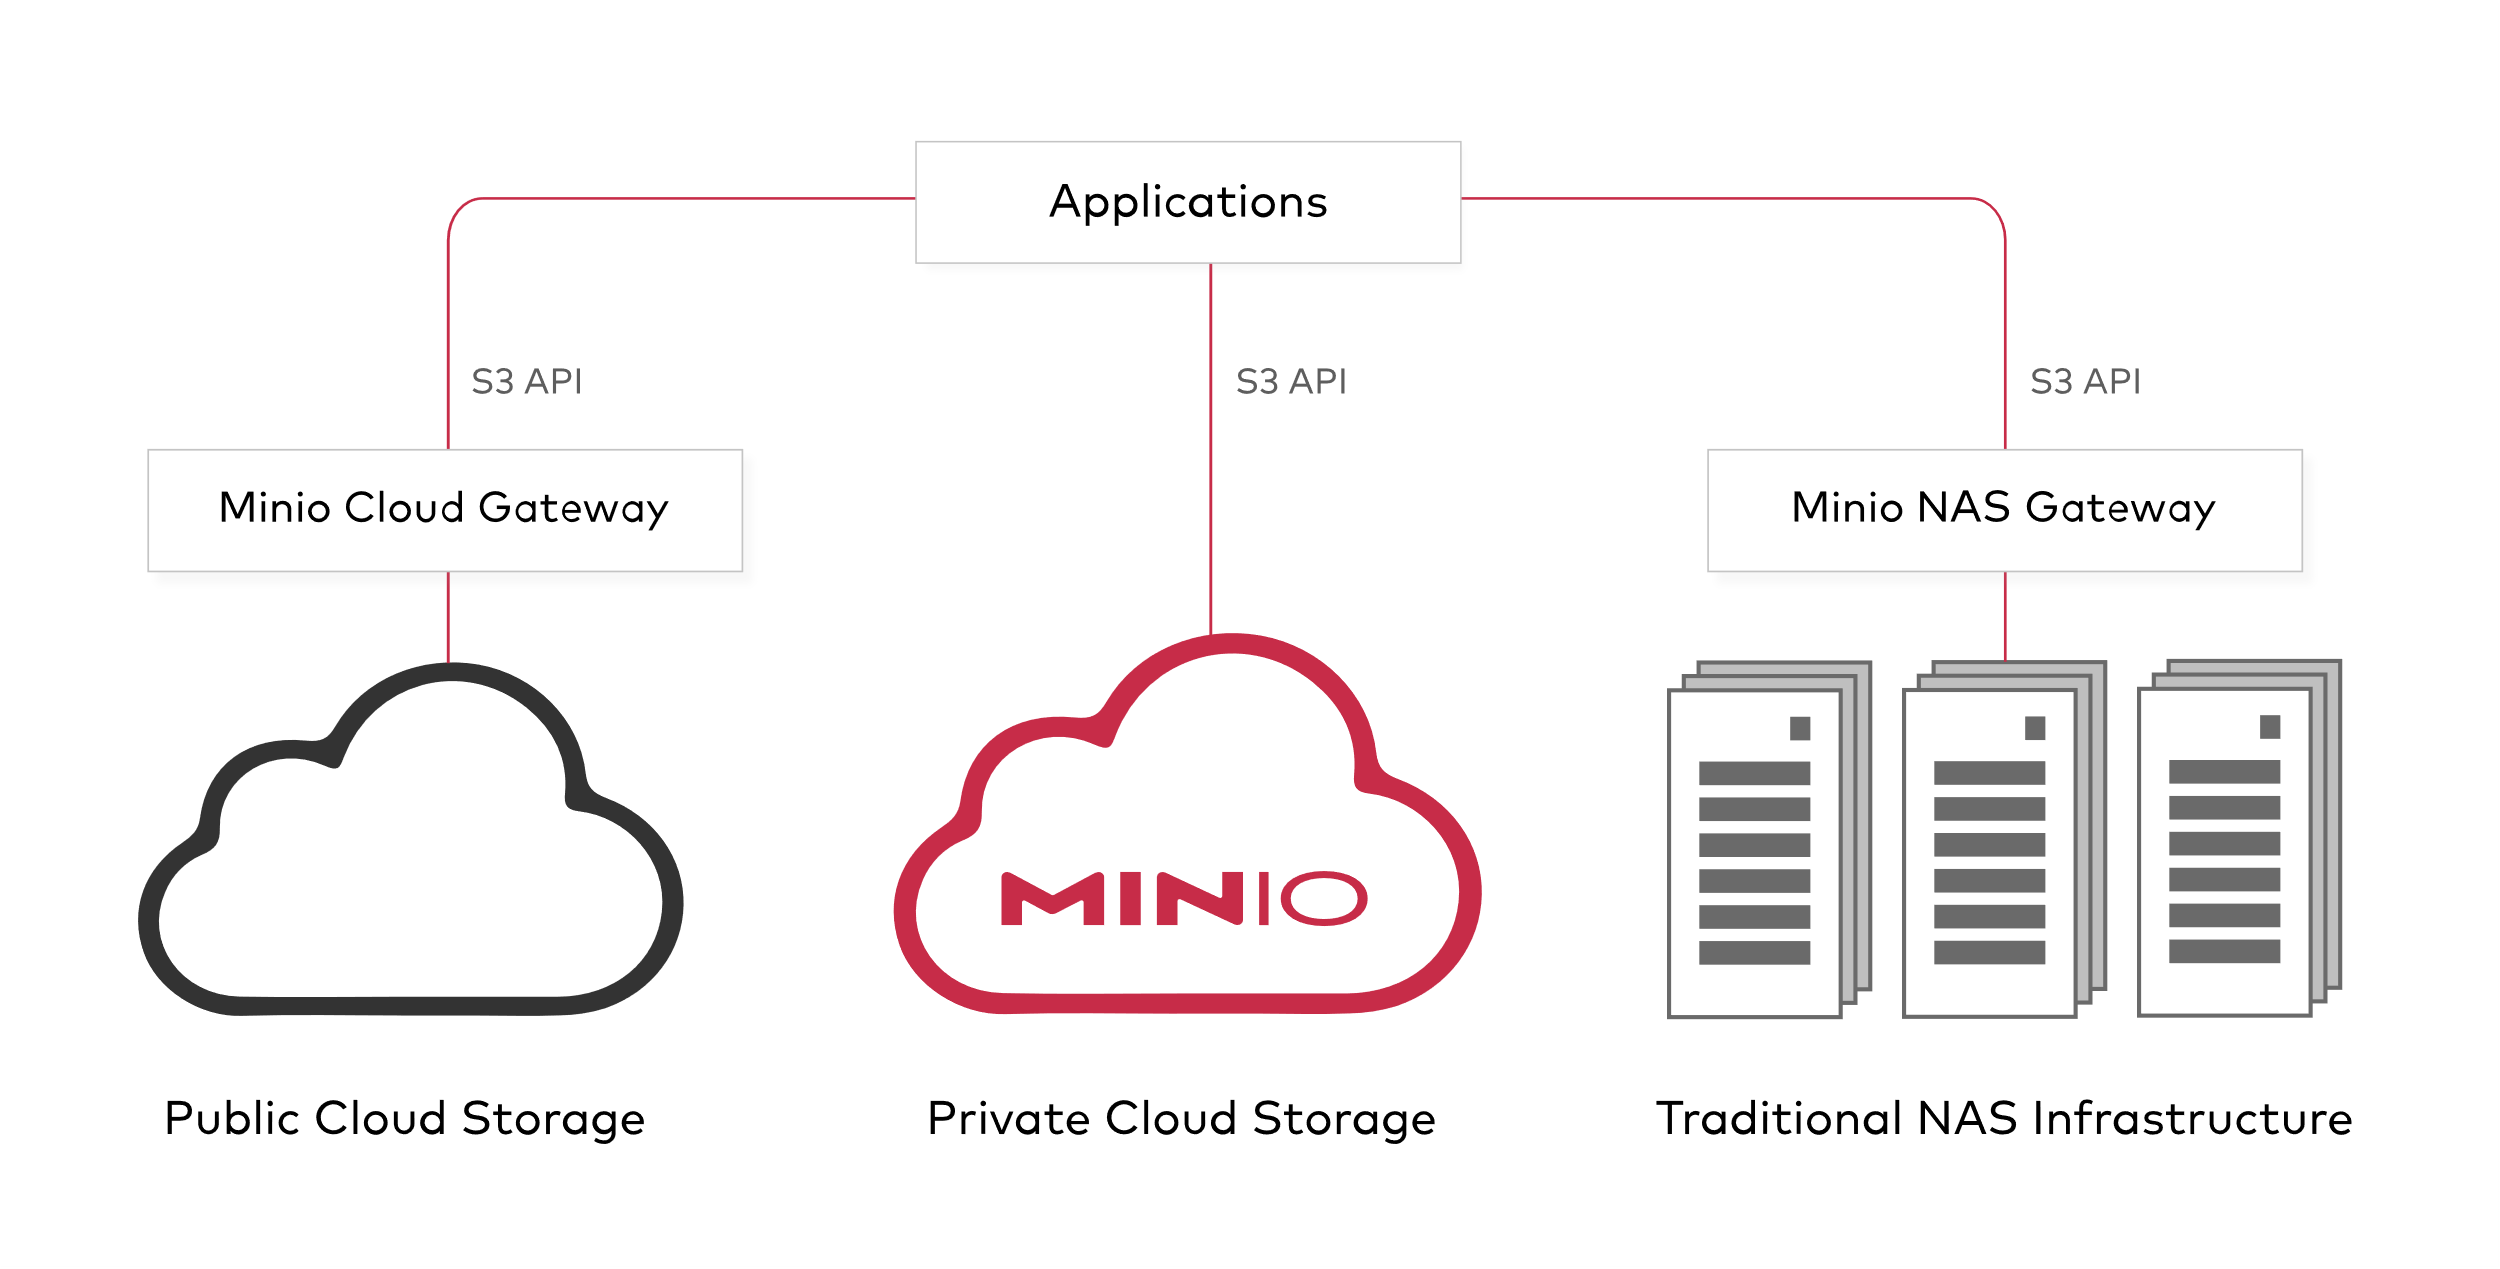 Applications
S3 API
S3 API
S3 API
Minio Cloud Gateway
Minio NAS Gateway
MINIO
Public Cloud Storage
Private Cloud Storage
Traditional NAS Infrastructure